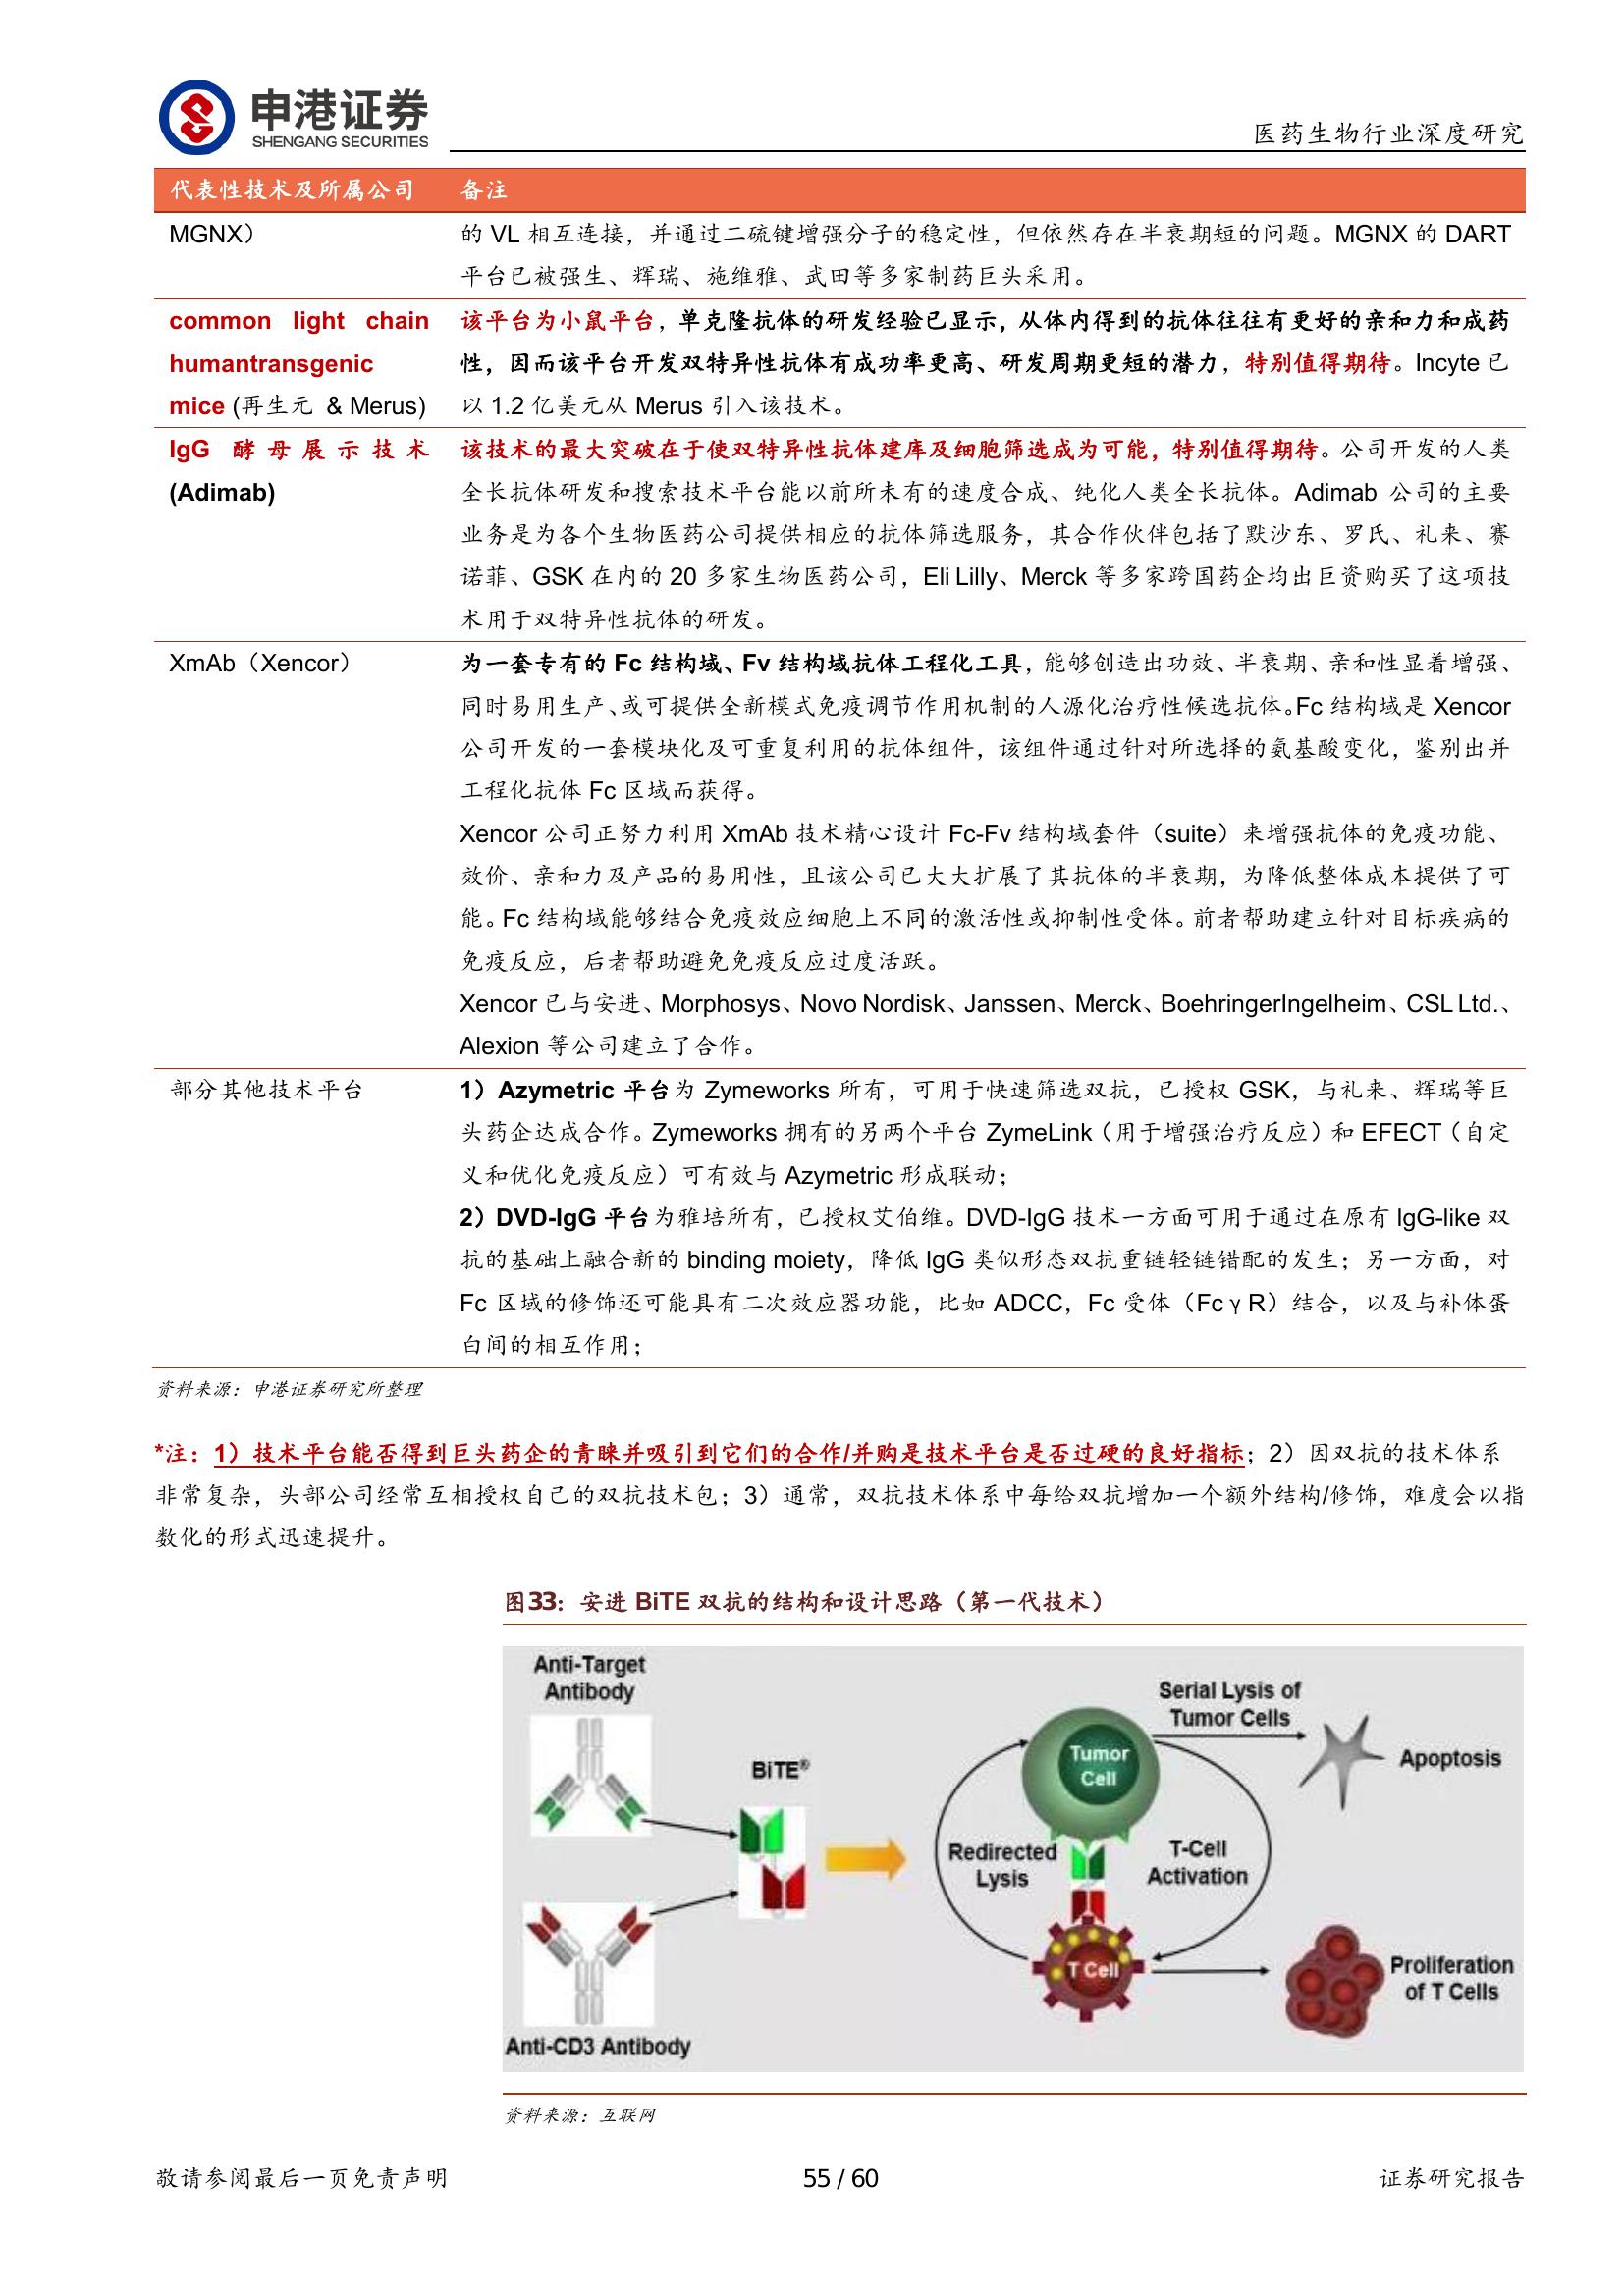 申港证券
SHENGANG SECURITIES
医药生物行业深度研究
代表性技术及所属公司 备注
MGNX） 的 VL 相互连接，并通过二硫键增强分子的稳定性，但依然存在半衰期短的问题。MGNX 的 DART
平台已被强生、辉瑞、施维雅、武田等多家制药巨头采用。
common light chain
humantransgenic
mice (再生元 & Merus)
该平台为小鼠平台，单克隆抗体的研发经验已显示，从体内得到的抗体往往有更好的亲和力和成药
性，因而该平台开发双特异性抗体有成功率更高、研发周期更短的潜力，特别值得期待。Incyte 已
以 1.2 亿美元从 Merus 引入该技术。
IgG 酵母展示技术
(Adimab)
该技术的最大突破在于使双特异性抗体建库及细胞筛选成为可能，特别值得期待。公司开发的人类
全长抗体研发和搜索技术平台能以前所未有的速度合成、纯化人类全长抗体。Adimab 公司的主要
业务是为各个生物医药公司提供相应的抗体筛选服务，其合作伙伴包括了默沙东、罗氏、礼来、赛
诺菲、GSK 在内的 20 多家生物医药公司，Eli Lilly、Merck 等多家跨国药企均出巨资购买了这项技
术用于双特异性抗体的研发。
XmAb（Xencor）
为一套专有的 Fc 结构域、Fv 结构域抗体工程化工具，能够创造出功效、半衰期、亲和性显着增强、
同时易用生产、或可提供全新模式免疫调节作用机制的人源化治疗性候选抗体。Fc 结构域是 Xencor
公司开发的一套模块化及可重复利用的抗体组件，该组件通过针对所选择的氨基酸变化，鉴别出并
工程化抗体 Fc 区域而获得。
Xencor 公司正努力利用 XmAb 技术精心设计 Fc-Fv 结构域套件（suite）来增强抗体的免疫功能、
效价、亲和力及产品的易用性，且该公司已大大扩展了其抗体的半衰期，为降低整体成本提供了可
能。Fc 结构域能够结合免疫效应细胞上不同的激活性或抑制性受体。前者帮助建立针对目标疾病的
免疫反应，后者帮助避免免疫反应过度活跃。
Xencor 已与安进、Morphosys、Novo Nordisk、Janssen、Merck、BoehringerIngelheim、CSL Ltd.、
Alexion 等公司建立了合作。
部分其他技术平台
1）Azymetric 平台为 Zymeworks 所有，可用于快速筛选双抗，已授权 GSK，与礼来、辉瑞等巨
头药企达成合作。Zymeworks 拥有的另两个平台 ZymeLink（用于增强治疗反应）和 EFECT（自定
义和优化免疫反应）可有效与 Azymetric 形成联动；
2）DVD-IgG 平台为雅培所有，已授权艾伯维。DVD-IgG 技术一方面可用于通过在原有 IgG-like 双
抗的基础上融合新的 binding moiety，降低 IgG 类似形态双抗重链轻链错配的发生；另一方面，对
Fc 区域的修饰还可能具有二次效应器功能，比如 ADCC，Fc 受体（Fc γ R）结合，以及与补体蛋
白间的相互作用；
资料来源：申港证券研究所整理
*注：1）技术平台能否得到巨头药企的青睐并吸引到它们的合作/并购是技术平台是否过硬的良好指标；2）因双抗的技术体系
非常复杂，头部公司经常互相授权自己的双抗技术包；3）通常，双抗技术体系中每给双抗增加一个额外结构/修饰，难度会以指
数化的形式迅速提升。
图33：安进 BiTE 双抗的结构和设计思路（第一代技术）
Anti-Target
Antibody
BiTE®
Anti-CD3 Antibody
Tumor
Cell
Serial Lysis of
Tumor Cells
Apoptosis
Redirected
Lysis
T-Cell
Activation
T Cell
Proliferation
of T Cells
资料来源：互联网
敬请参阅最后一页免责声明 55 / 60 证券研究报告